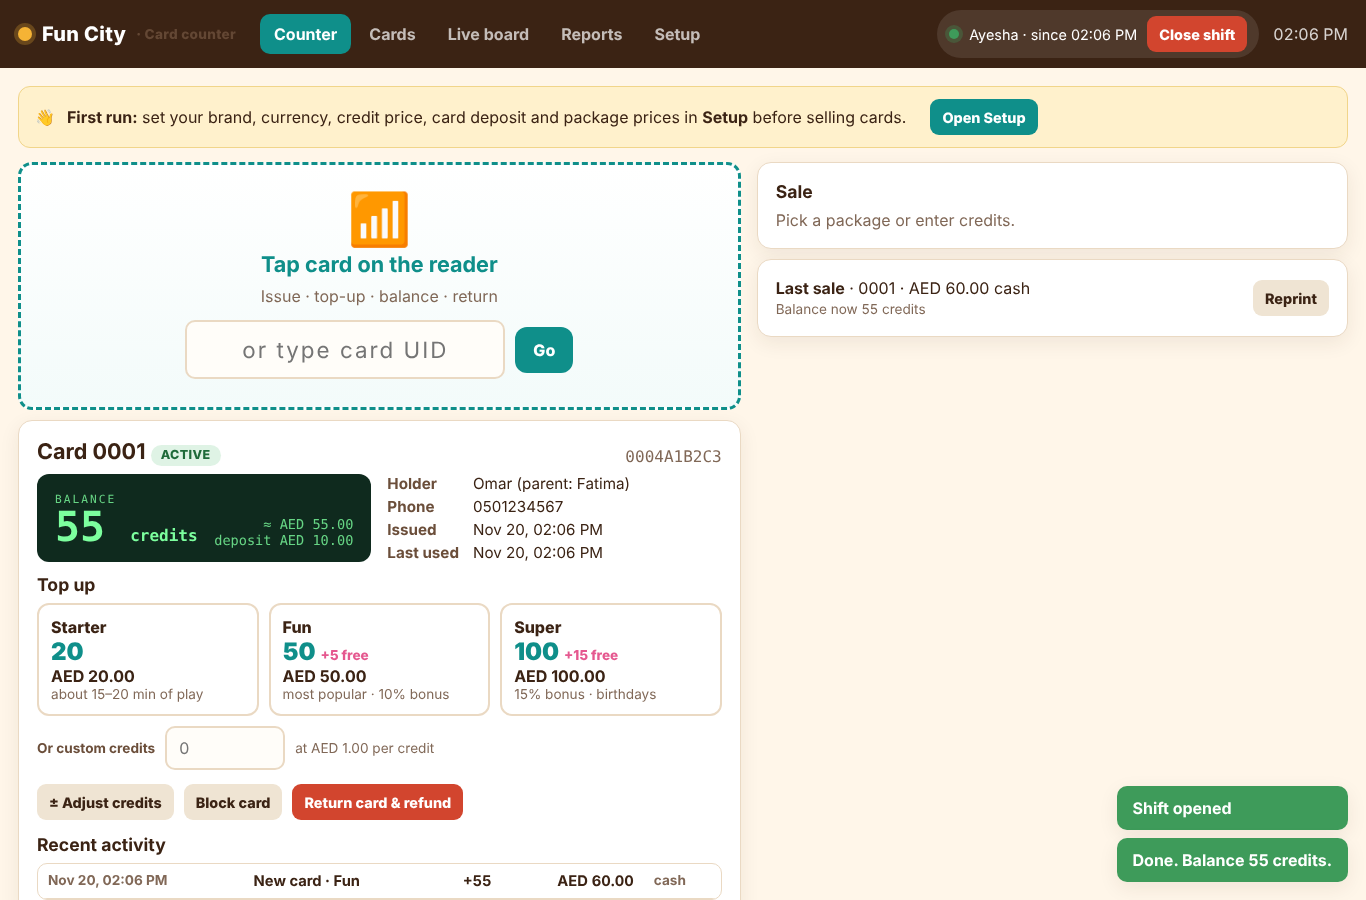 Fun City · Card counter
Counter
Cards
Live board
Reports
Setup
Ayesha · since 02:06 PM
Close shift
02:06 PM
First run: set your brand, currency, credit price, card deposit and package prices in Setup before selling cards.
Open Setup
Tap card on the reader
Issue · top-up · balance · return
or type card UID
Go
Card 0001 ACTIVE
0004A1B2C3
BALANCE
55 credits
≈ AED 55.00
deposit AED 10.00
Holder Omar (parent: Fatima)
Phone 0501234567
Issued Nov 20, 02:06 PM
Last used Nov 20, 02:06 PM
Top up
Starter
20
AED 20.00
about 15–20 min of play
Fun
50 +5 free
AED 50.00
most popular · 10% bonus
Super
100 +15 free
AED 100.00
15% bonus · birthdays
Or custom credits 0 at AED 1.00 per credit
± Adjust credits
Block card
Return card & refund
Recent activity
Nov 20, 02:06 PM New card · Fun +55 AED 60.00 cash
Sale
Pick a package or enter credits.
Last sale · 0001 · AED 60.00 cash
Balance now 55 credits
Reprint
Shift opened
Done. Balance 55 credits.